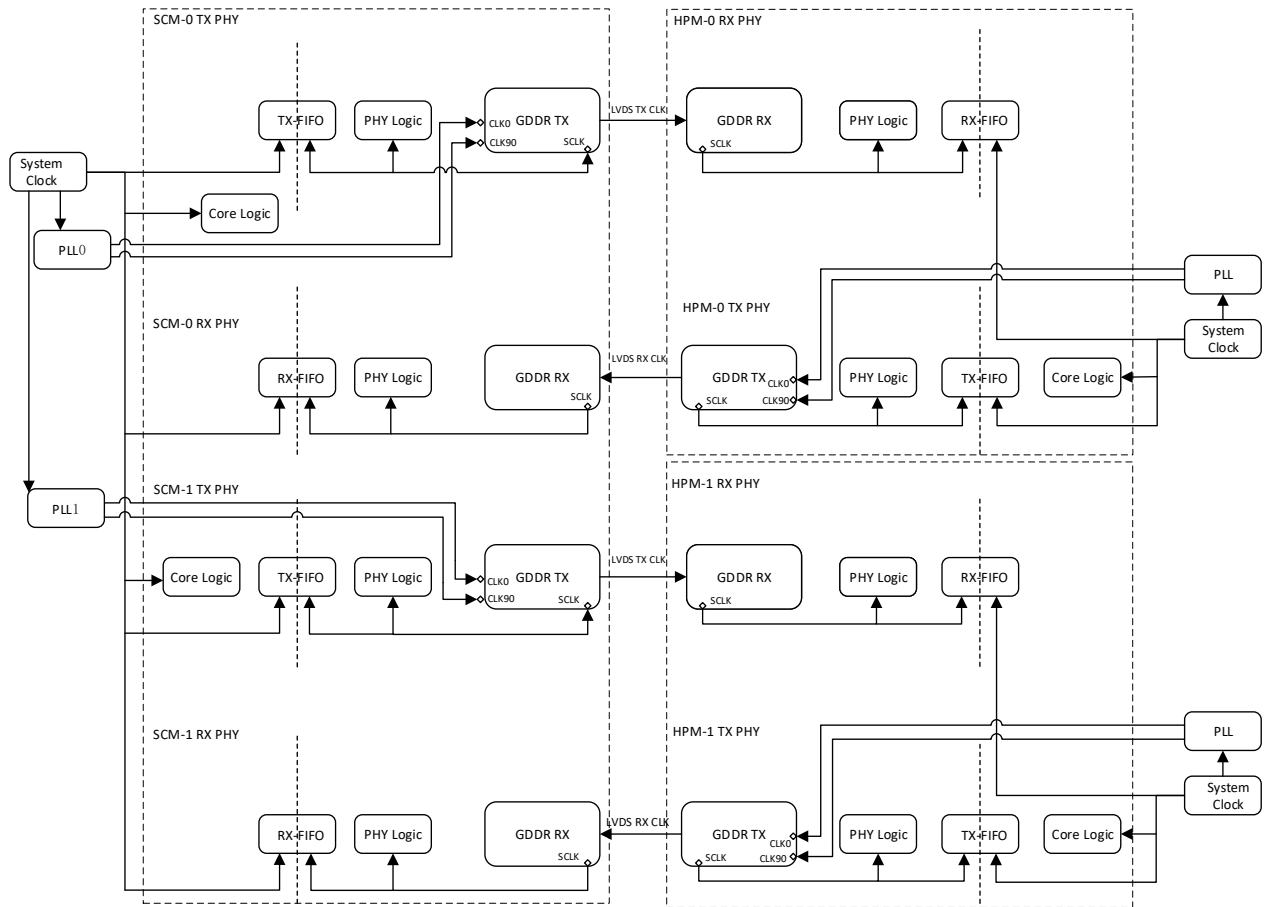 SCM-0 TX PHY
HPM-0 RX PHY
TX-FIFO
PHY Logic
CLK0
CLK90
GDDR TX
SCLK
LVDS TX CLK
GDDR RX
SCLK
PHY Logic
RX-FIFO
System
Clock
Core Logic
PLL0
PLL
SCM-0 RX PHY
HPM-0 TX PHY
System
Clock
RX-FIFO
PHY Logic
GDDR RX
SCLK
LVDS RX CLK
GDDR TX
CLK0
CLK90
SCLK
PHY Logic
TX-FIFO
Core Logic
PLL1
SCM-1 TX PHY
HPM-1 RX PHY
Core Logic
TX-FIFO
PHY Logic
CLK0
CLK90
GDDR TX
SCLK
LVDS TX CLK
GDDR RX
SCLK
PHY Logic
RX-FIFO
SCM-1 RX PHY
HPM-1 TX PHY
PLL
System
Clock
RX-FIFO
PHY Logic
GDDR RX
SCLK
LVDS RX CLK
GDDR TX
CLK0
CLK90
SCLK
PHY Logic
TX-FIFO
Core Logic